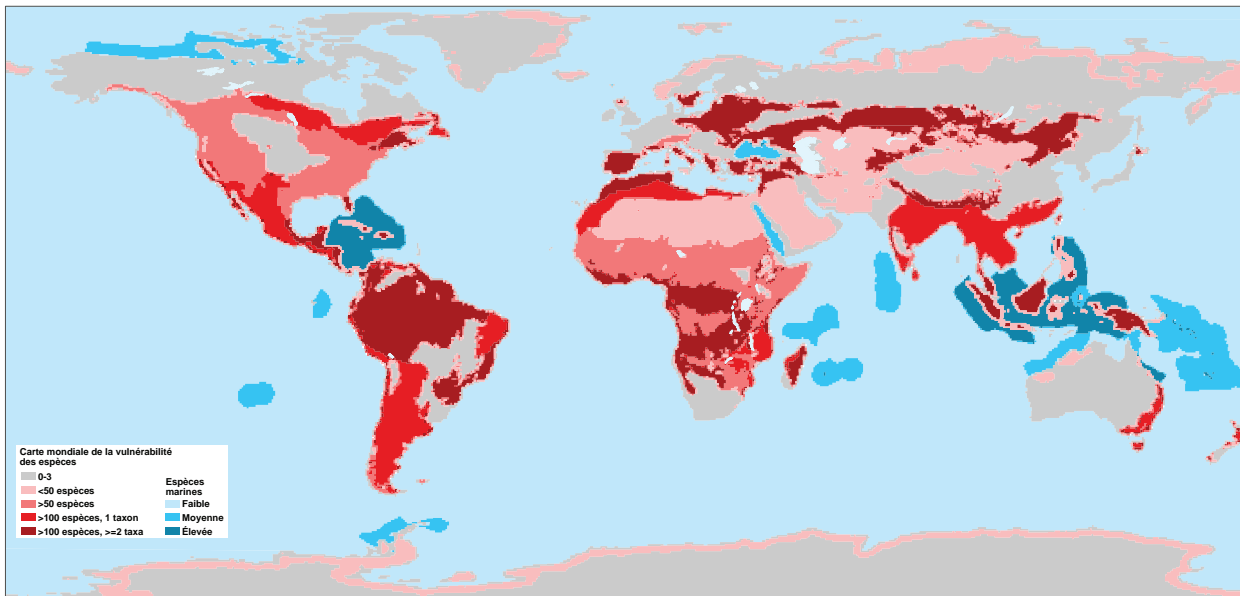 Carte mondiale de la vulnérabilité
des espèces
0-3
<50 espèces
>50 espèces
>100 espèces, 1 taxon
>100 espèces, >=2 taxa
Espèces
marines
Faible
Moyenne
Élevée